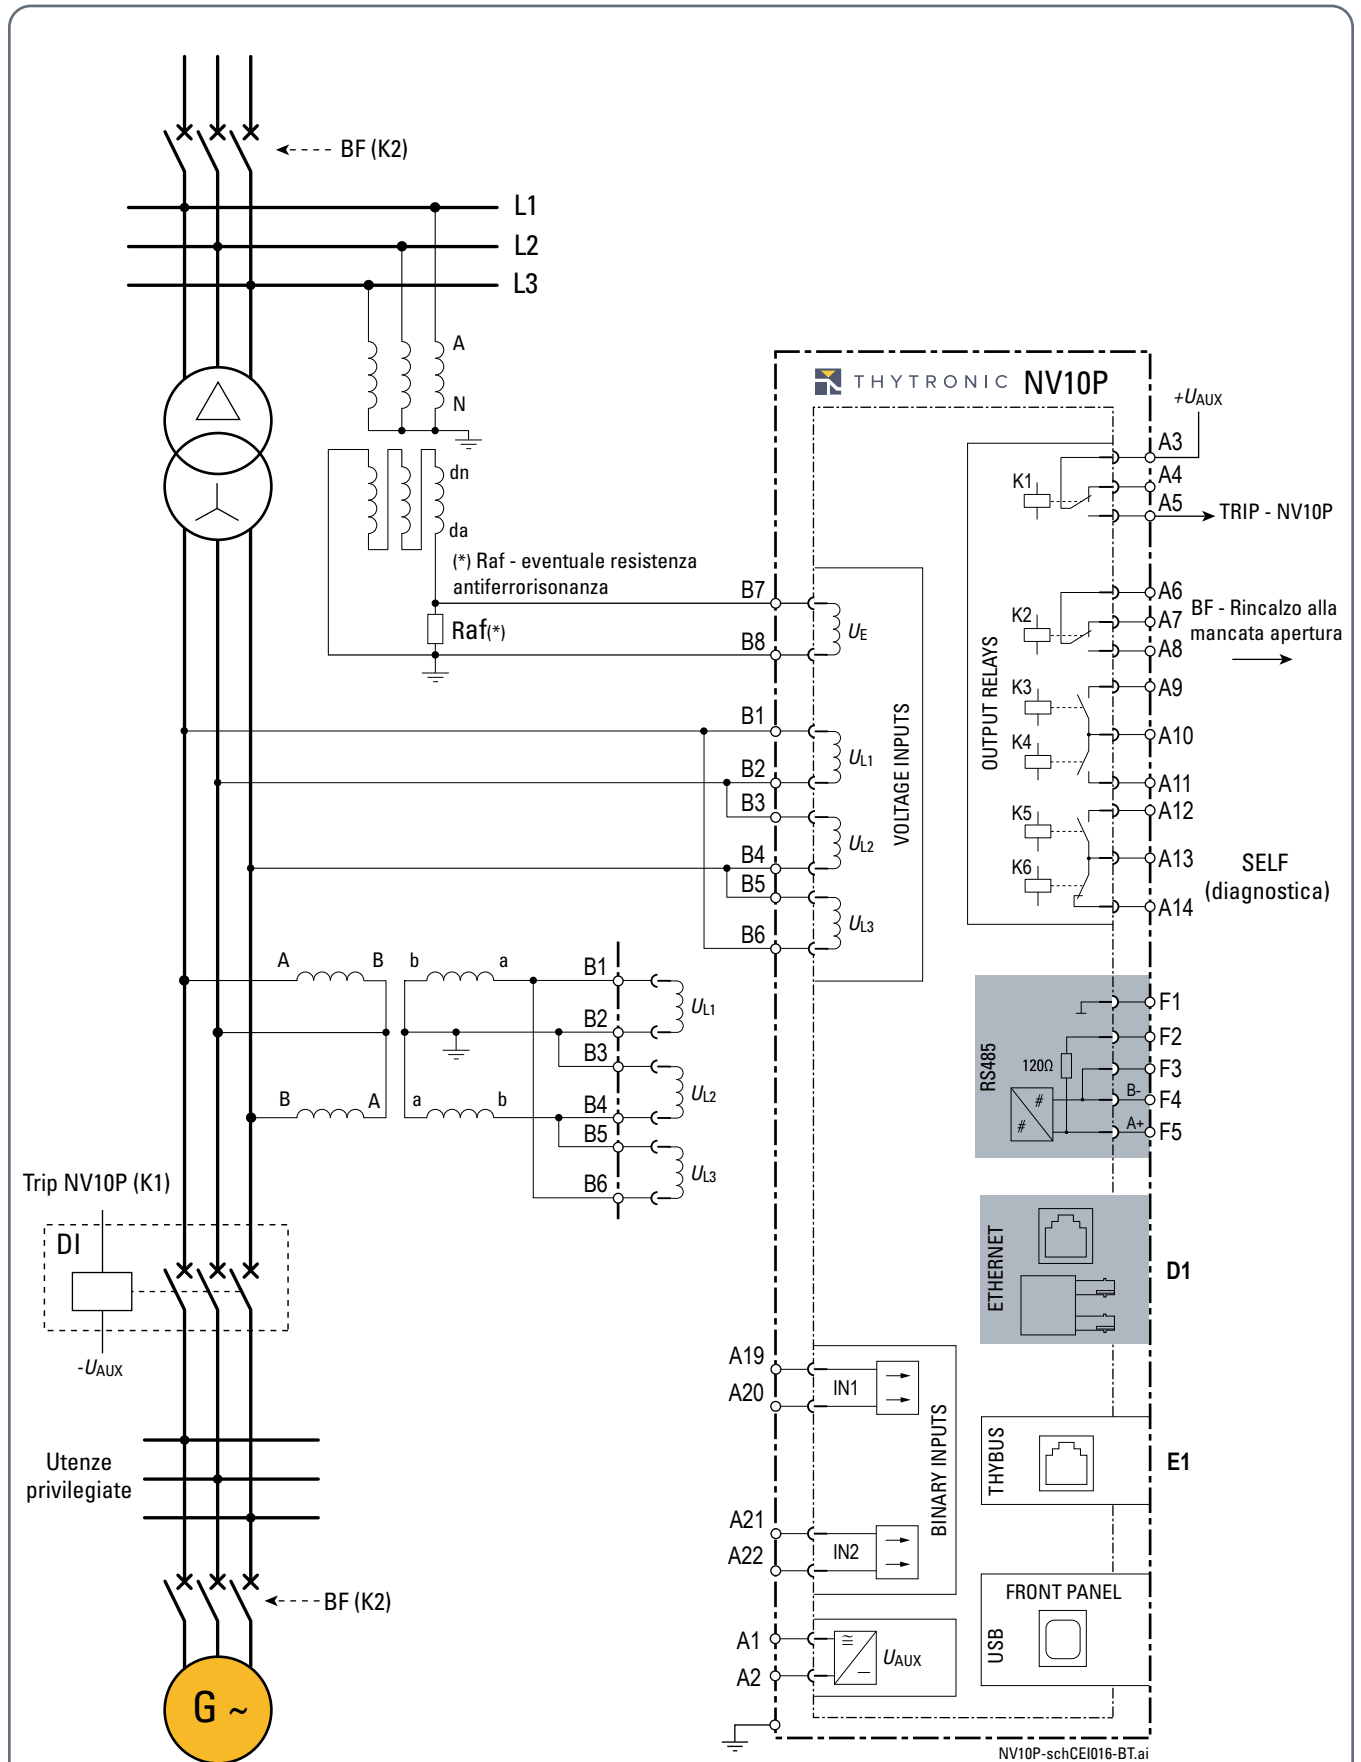 BF (K2)
L1
L2
L3
A
N
dn
da
(*) Raf - eventuale resistenza
antiferrorisonanza
Raf(*)
THYTRONIC NV10P
+UAUX
A3
A4
A5
K1
TRIP - NV10P
A6
A7
A8
K2
BF - Rincalzo alla
mancata apertura
K3
A9
A10
K4
A11
A12
K5
A13
K6
A14
SELF
(diagnostica)
OUTPUT RELAYS
B7
B8
UE
B1
B2
UL1
B3
B4
UL2
B5
B6
UL3
VOLTAGE INPUTS
A B b a
B A a b
B1
B2
UL1
B3
B4
UL2
B5
B6
UL3
RS485
120Ω
#
#
B-
A+
F1
F2
F3
F4
F5
Trip NV10P (K1)
DI
-UAUX
ETHERNET
D1
A19
A20
IN1
A21
A22
IN2
BINARY INPUTS
THYBUS
E1
Utenze
privilegiate
BF (K2)
FRONT PANEL
USB
A1
A2
UAUX
G ~
NV10P-schCEI016-BT.ai